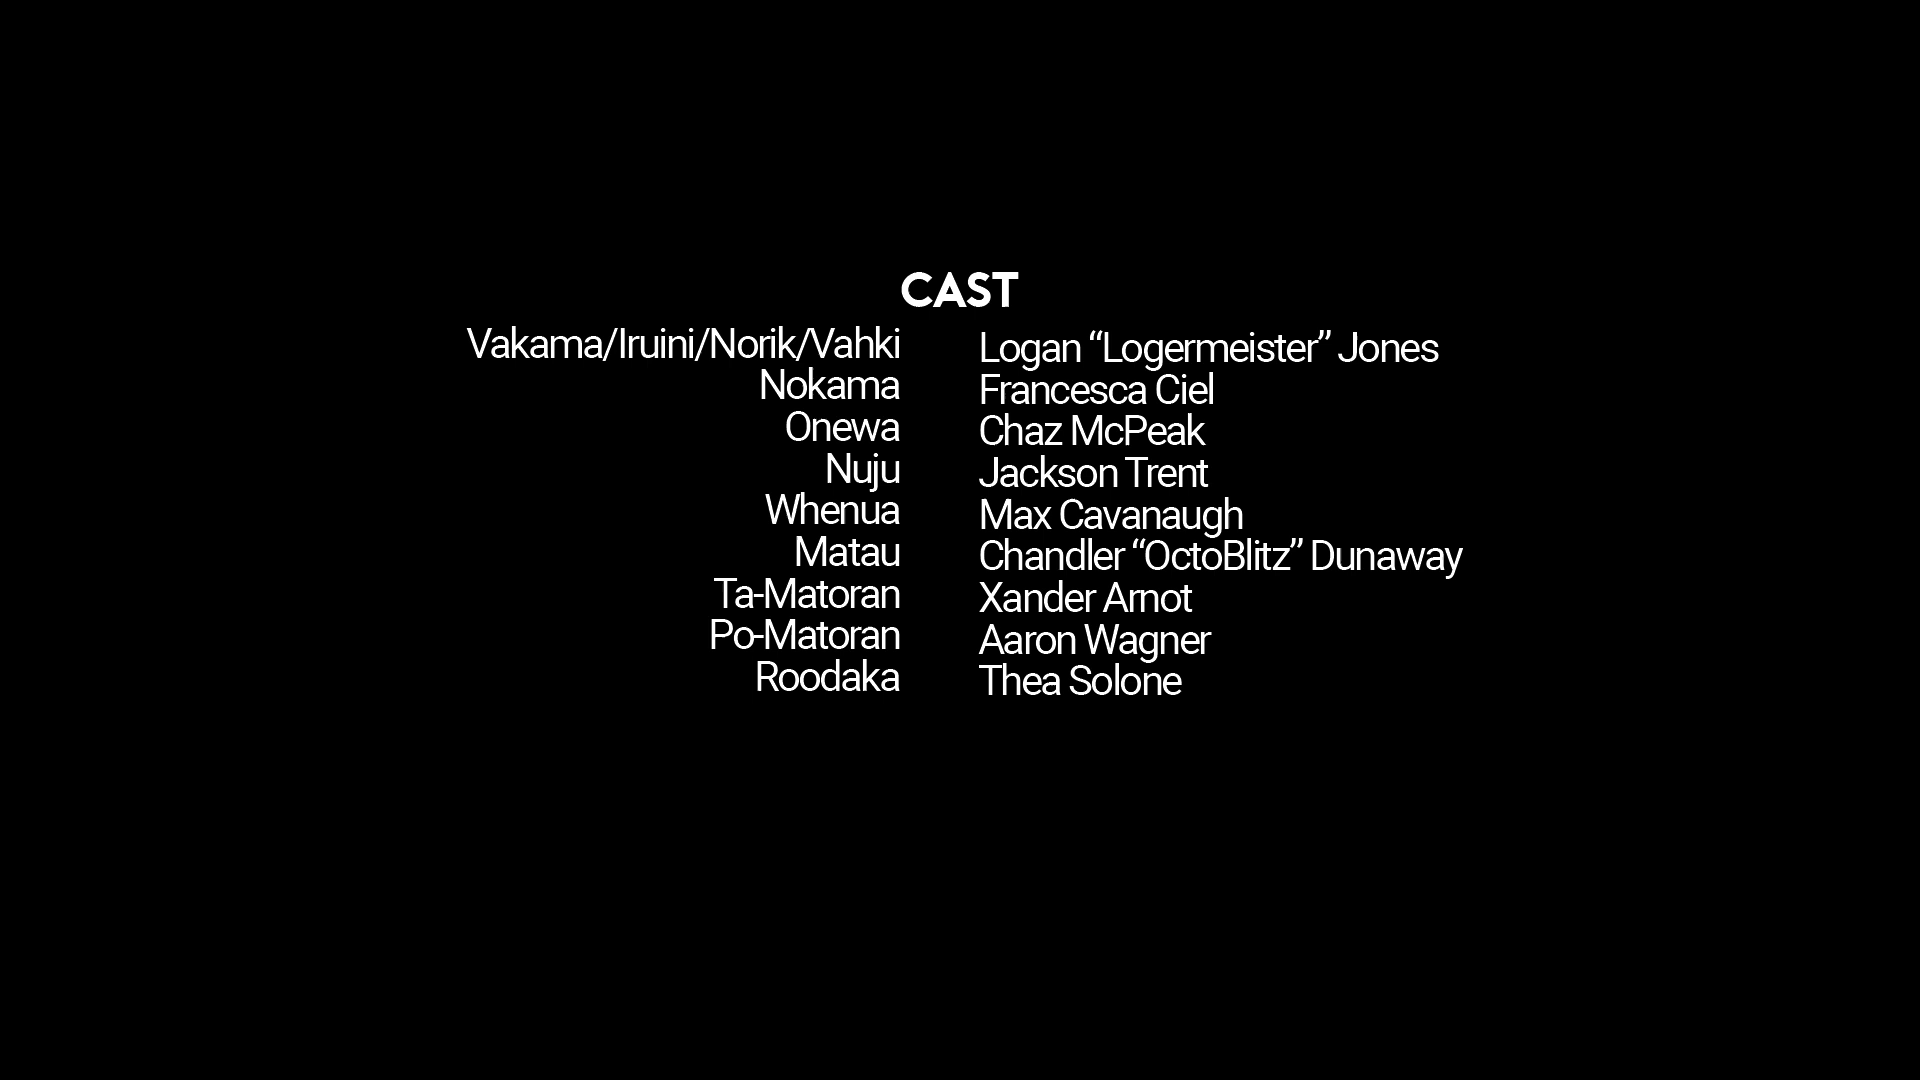 CAST
Vakama/Iruini/Norik/Vahki Logan “Logermeister” Jones
Nokama Francesca Ciel
Onewa Chaz McPeak
Nuju Jackson Trent
Whenua Max Cavanaugh
Matau Chandler “OctoBlitz” Dunaway
Ta-Matoran Xander Arnot
Po-Matoran Aaron Wagner
Roodaka Thea Solone